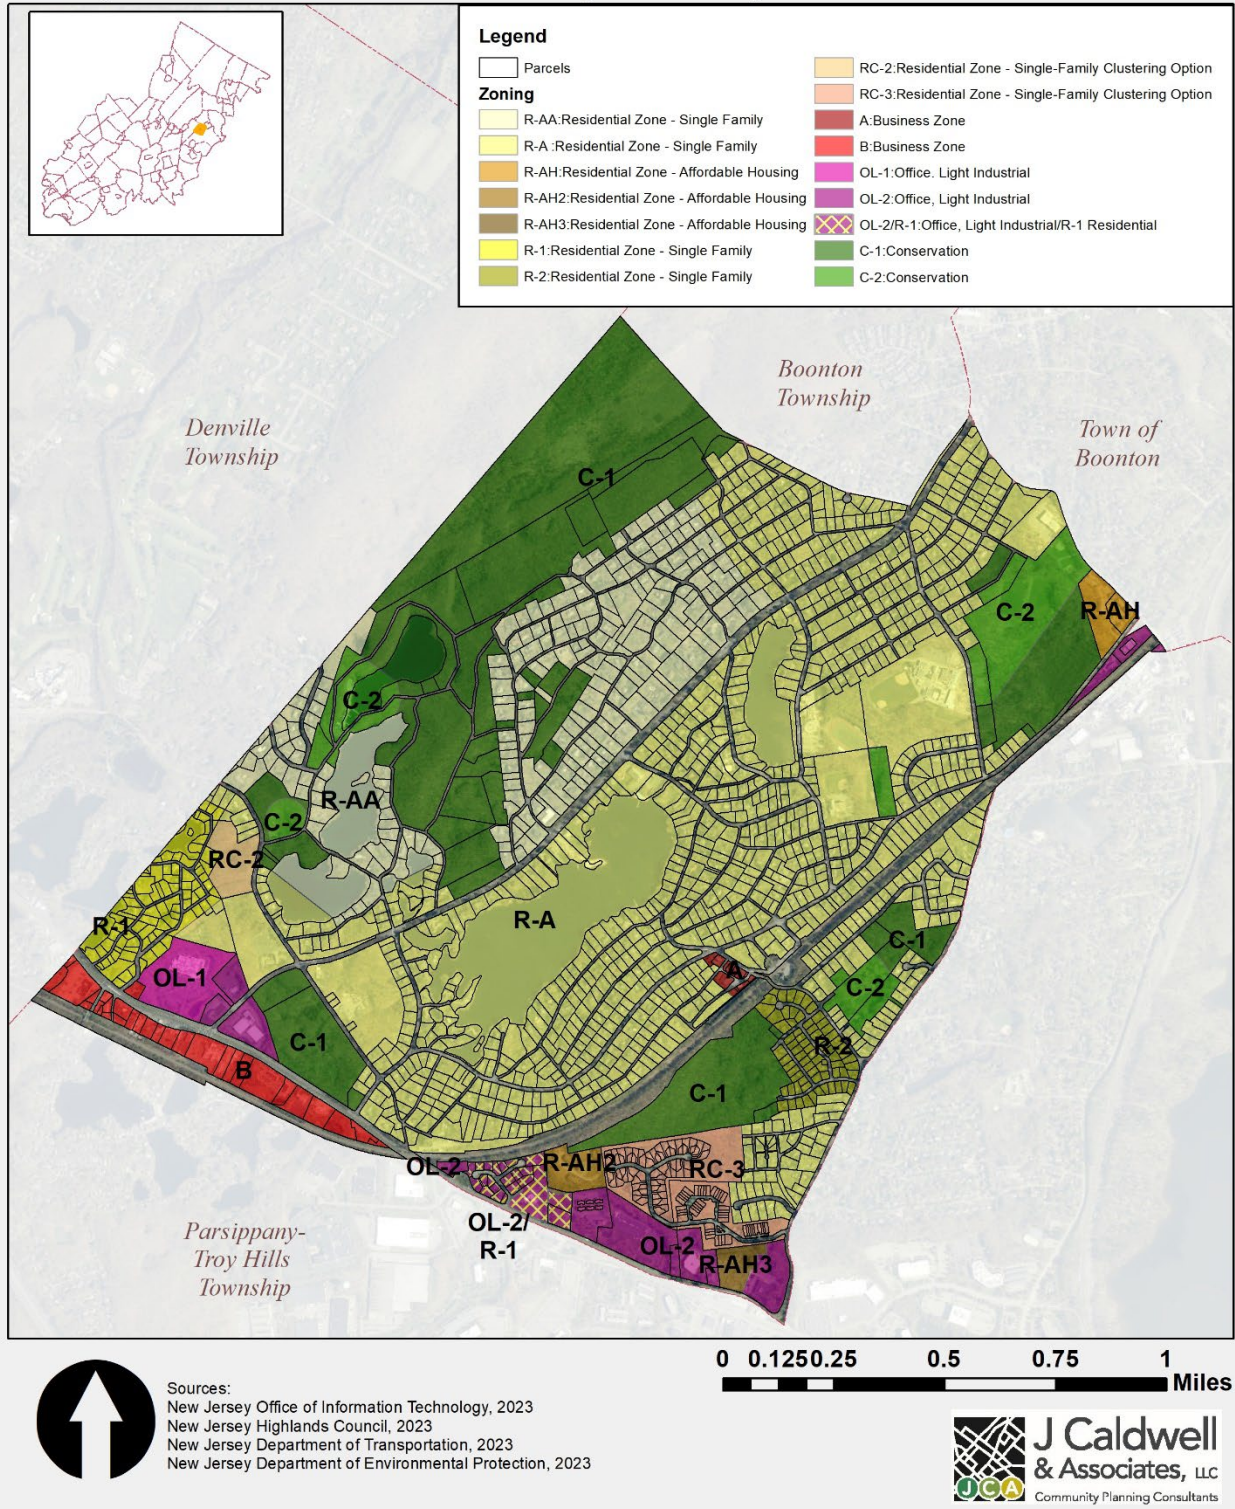 Legend
Parcels
Zoning
R-AA:Residential Zone - Single Family
R-A :Residential Zone - Single Family
R-AH:Residential Zone - Affordable Housing
R-AH2:Residential Zone - Affordable Housing
R-AH3:Residential Zone - Affordable Housing
R-1:Residential Zone - Single Family
R-2:Residential Zone - Single Family
RC-2:Residential Zone - Single-Family Clustering Option
RC-3:Residential Zone - Single-Family Clustering Option
A:Business Zone
B:Business Zone
OL-1:Office. Light Industrial
OL-2:Office, Light Industrial
OL-2/R-1:Office, Light Industrial/R-1 Residential
C-1:Conservation
C-2:Conservation
Boonton
Township
Denville
Township
Town of
Boonton
C-1
C-2
R-AH
C-2
R-AA
C-2
RC-2
R-A
R-1
C-1
A
OL-1
C-2
C-1
R-2
B
C-1
OL-2
R-AH2
RC-3
OL-2/
R-1
OL-2
R-AH3
Parsippany-
Troy Hills
Township
0 0.125 0.25 0.5 0.75 1
Miles
Sources:
New Jersey Office of Information Technology, 2023
New Jersey Highlands Council, 2023
New Jersey Department of Transportation, 2023
New Jersey Department of Environmental Protection, 2023
JCA
J Caldwell
& Associates, LLC
Community Planning Consultants